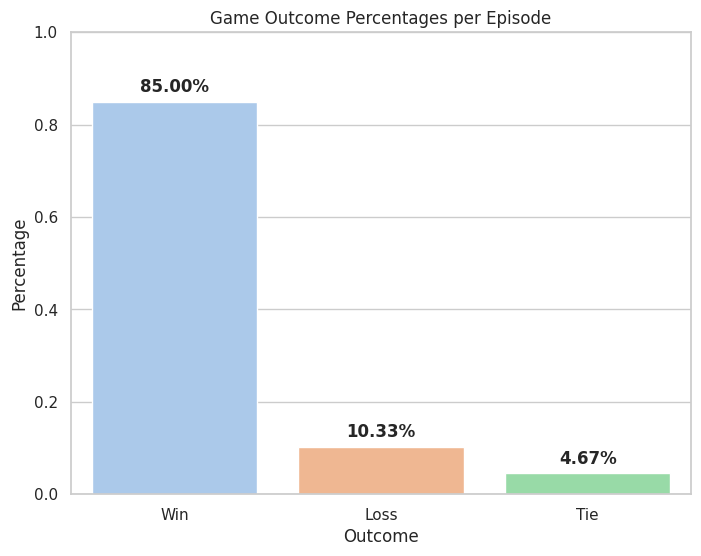 Game Outcome Percentages per Episode
1.0
85.00%
0.8
0.6
Percentage
0.4
0.2
10.33%
4.67%
0.0
Win Loss Tie
Outcome